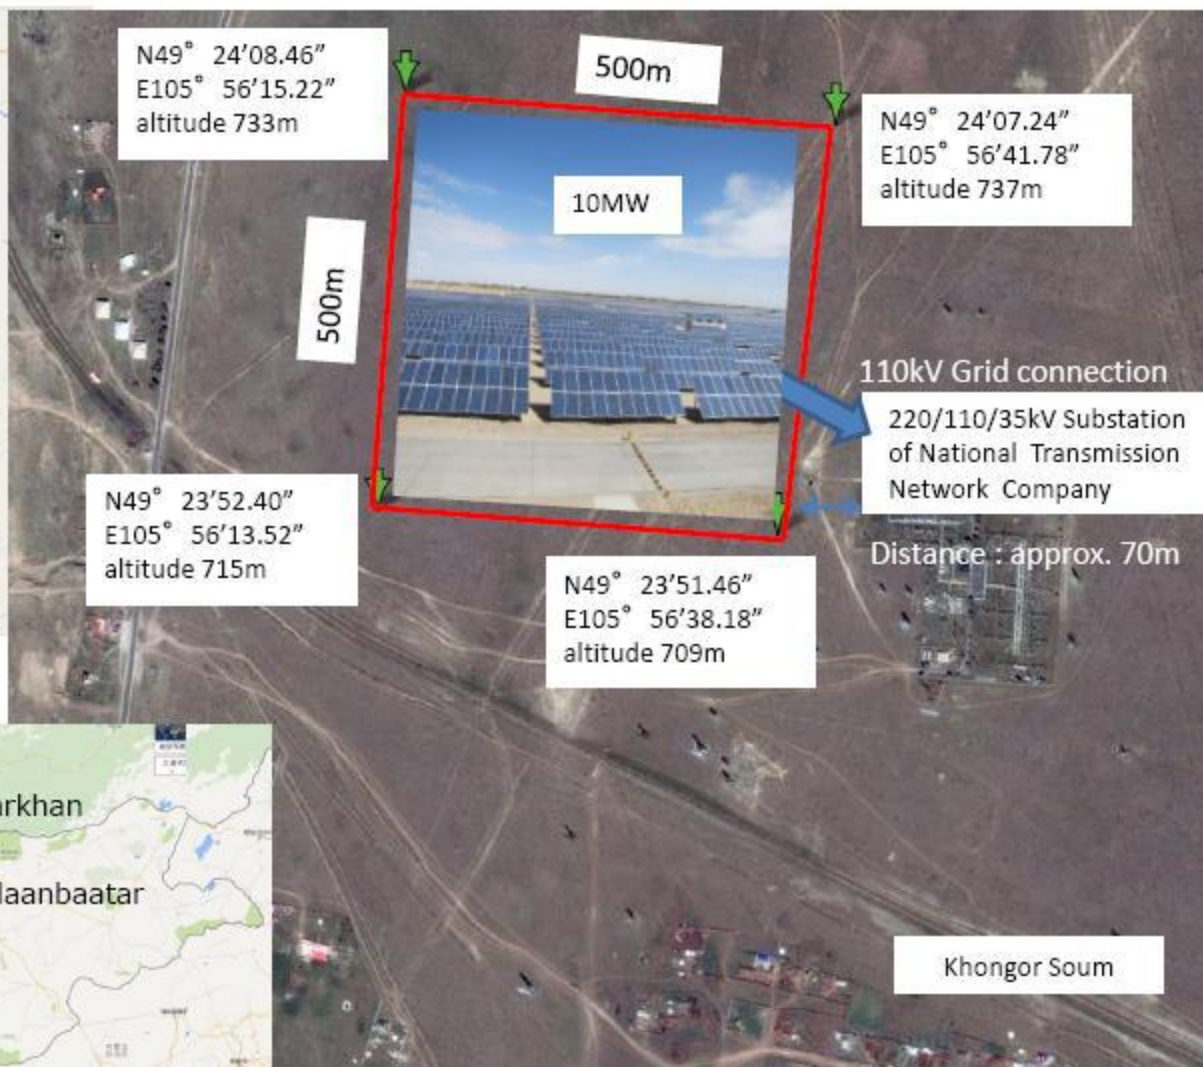 N49° 24’08.46”
E105° 56’15.22”
altitude 733m
500m
N49° 24’07.24”
E105° 56’41.78”
altitude 737m
10MW
500m
110kV Grid connection
220/110/35kV Substation
of National Transmission
Network Company
Distance : approx. 70m
N49° 23’52.40”
E105° 56’13.52”
altitude 715m
N49° 23’51.46”
E105° 56’38.18”
altitude 709m
arkhan
laanbaatar
Khongor Soum